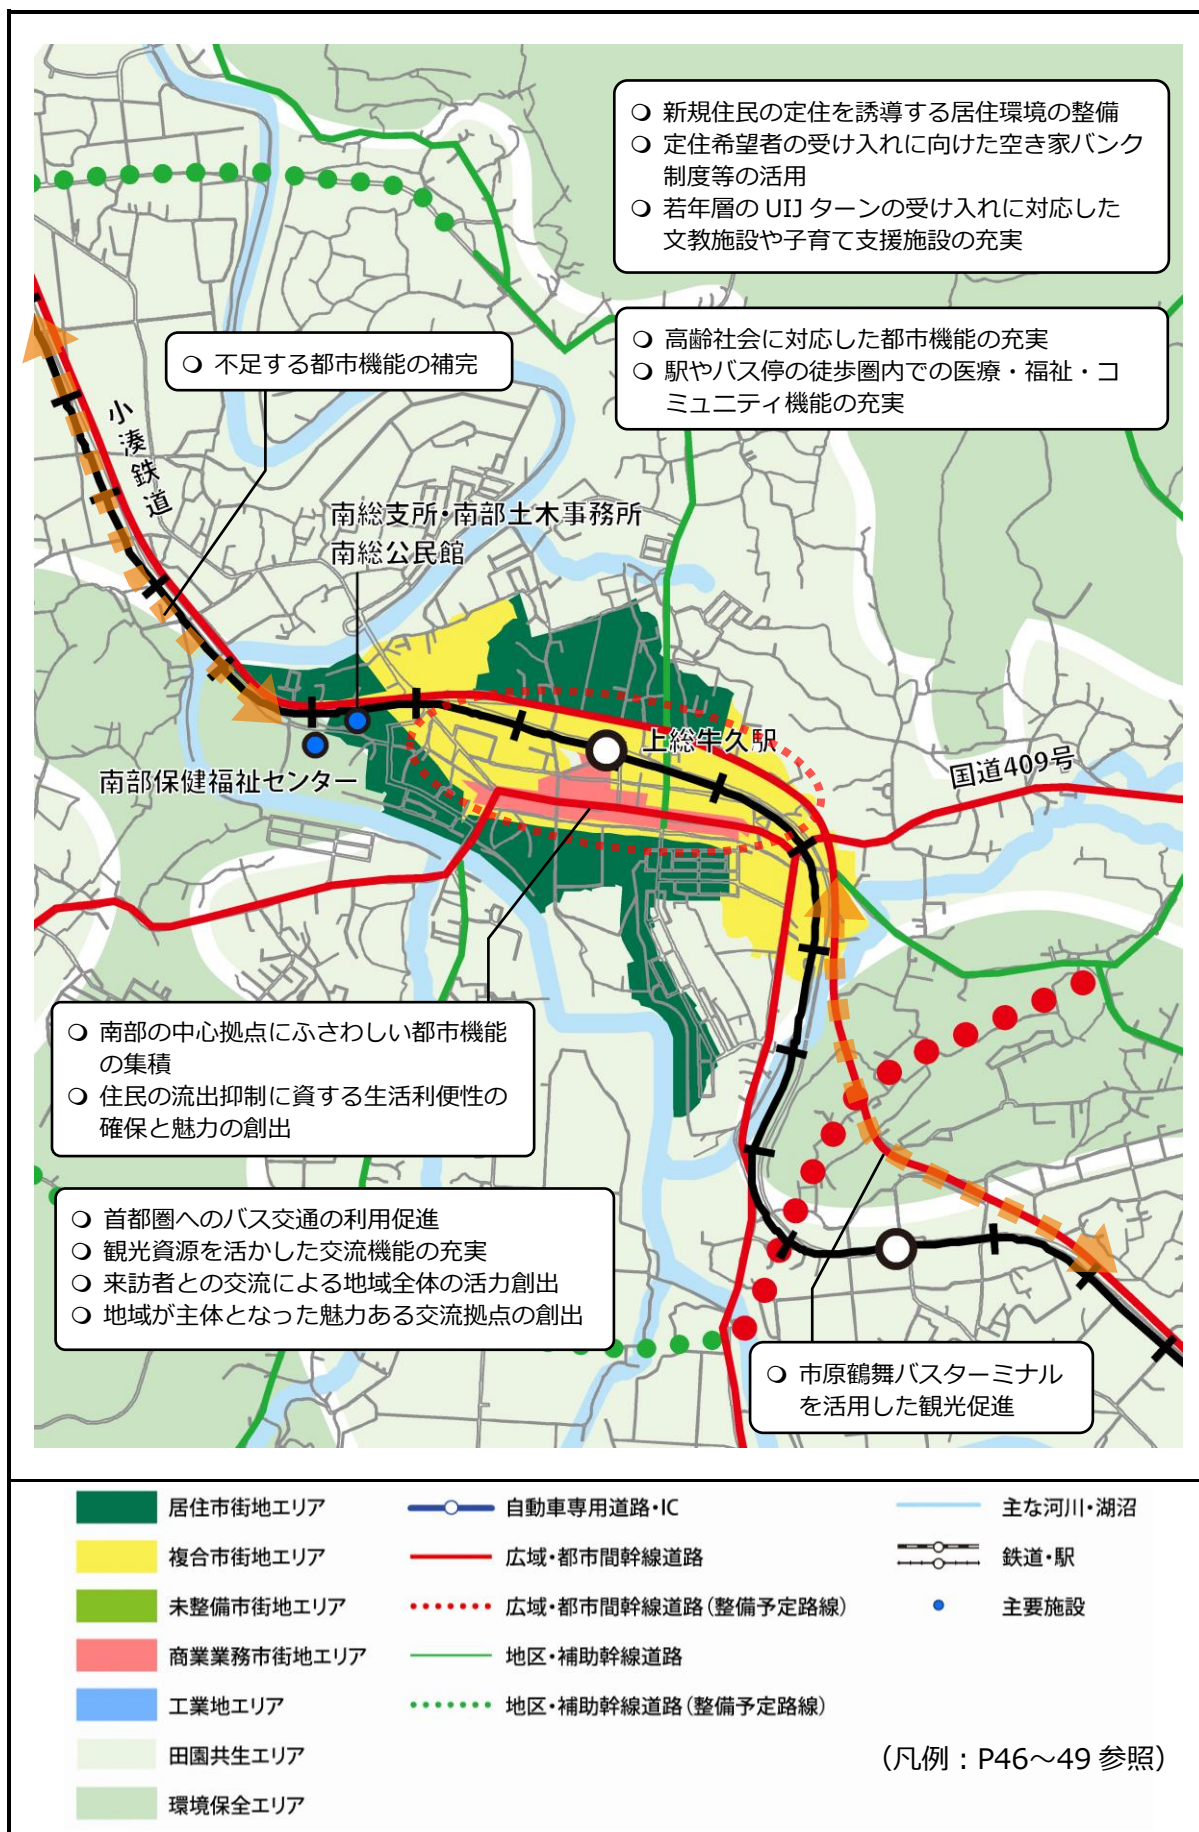 ○ 新規住民の定住を誘導する居住環境の整備
○ 定住希望者の受け入れに向けた空き家バンク
制度等の活用
○ 若年層の UIJ ターンの受け入れに対応した
文教施設や子育て支援施設の充実
○ 高齢社会に対応した都市機能の充実
○ 駅やバス停の徒歩圏内での医療・福祉・コ
ミュニティ機能の充実
○ 不足する都市機能の補完
小湊鉄道
南総支所・南部土木事務所
南総公民館
上総牛久駅
国道409号
南部保健福祉センター
○ 南部の中心拠点にふさわしい都市機能
の集積
○ 住民の流出抑制に資する生活利便性の
確保と魅力の創出
○ 首都圏へのバス交通の利用促進
○ 観光資源を活かした交流機能の充実
○ 来訪者との交流による地域全体の活力創出
○ 地域が主体となった魅力ある交流拠点の創出
○ 市原鶴舞バスターミナル
を活用した観光促進
居住市街地エリア
複合市街地エリア
未整備市街地エリア
商業業務市街地エリア
工業地エリア
田園共生エリア
環境保全エリア
自動車専用道路・IC
広域・都市間幹線道路
広域・都市間幹線道路(整備予定路線)
地区・補助幹線道路
地区・補助幹線道路(整備予定路線)
主な河川・湖沼
鉄道・駅
主要施設
（凡例：P46～49 参照）